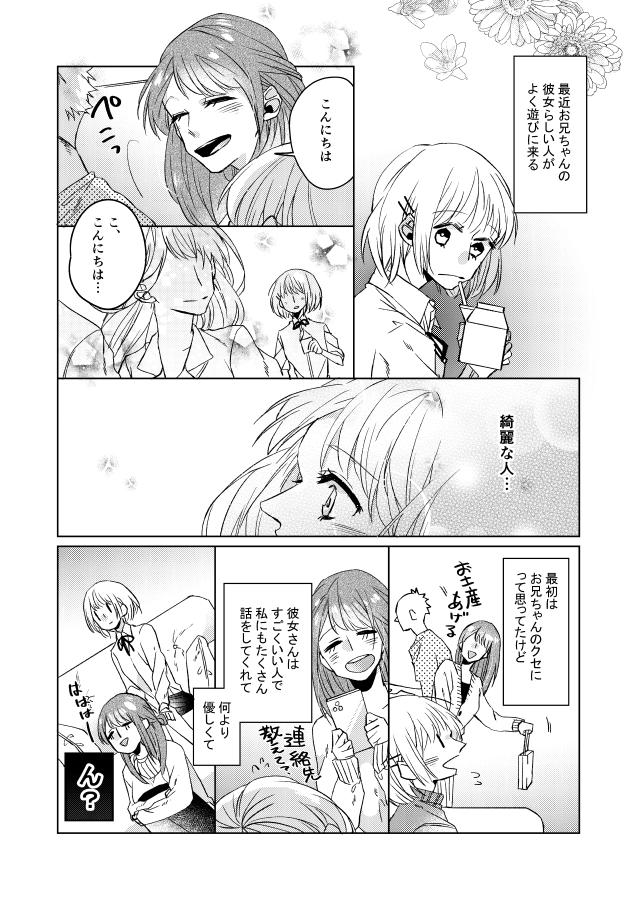 最近お兄ちゃんの
彼女らしい人が
よく遊びに来る
こんにちは
ペこ
こ、
こんにちは…
綺麗な人…
最初は
お兄ちゃんのクセに
って思ってたけど
お土産
あげる
彼女さんは
すごくいい人で
私にもたくさん
話をしてくれて
連絡先
教えて?
何より
優しくて
はははー
ん?